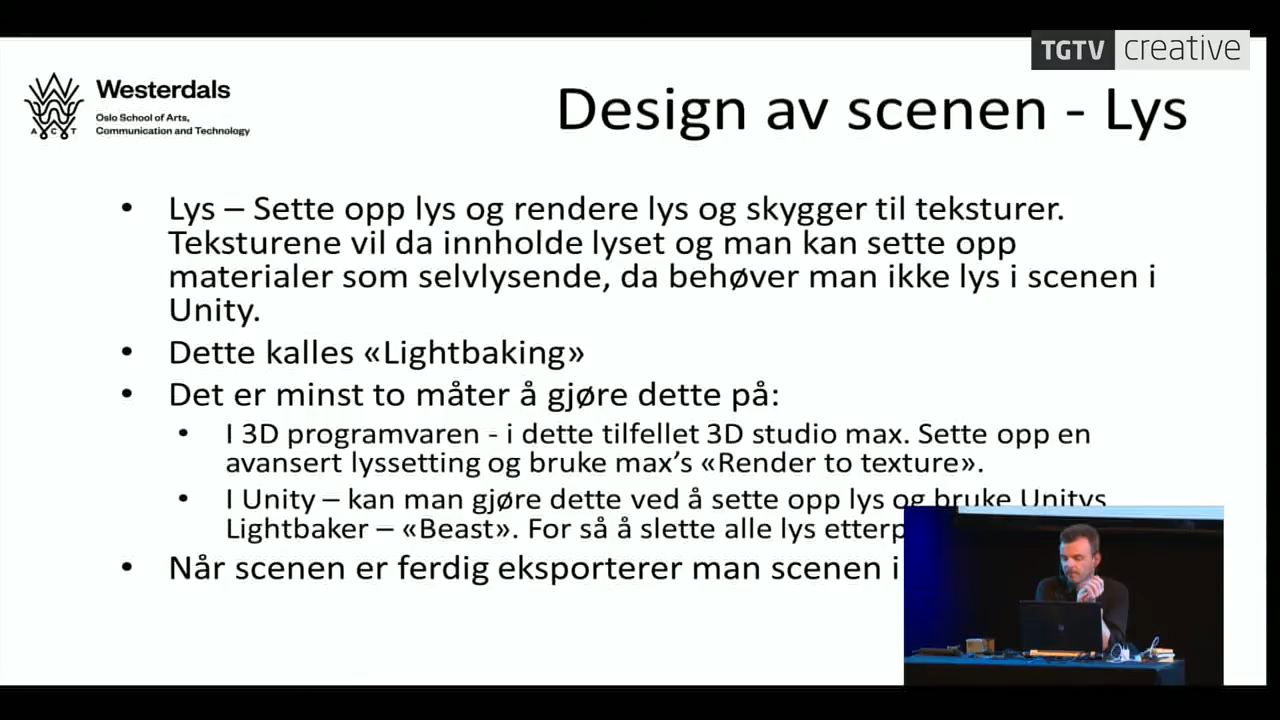 TGTV creative
Westerdals
Oslo School of Arts,
Communication and Technology
A C T
Design av scenen - Lys
• Lys – Sette opp lys og rendere lys og skygger til teksturer.
Teksturene vil da innholde lyset og man kan sette opp
materialer som selvlysende, da behøver man ikke lys i scenen i
Unity.
• Dette kalles «Lightbaking»
• Det er minst to måter å gjøre dette på:
• I 3D programvaren - i dette tilfellet 3D studio max. Sette opp en
avansert lyssetting og bruke max’s «Render to texture».
• I Unity – kan man gjøre dette ved å sette opp lys og bruke Unitys
Lightbaker – «Beast». For så å slette alle lys etterp
• Når scenen er ferdig eksporterer man scenen i